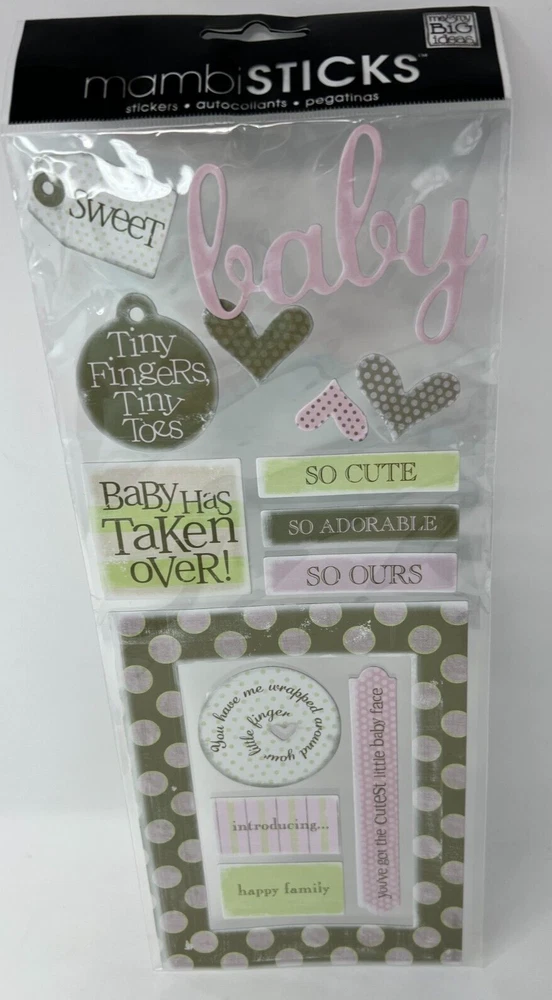 me & my
BiG
ideas
mambiSTICKS™
stickers • autocollants • pegatinas
SWEET
baby
Tiny
FingeRs,
Tiny
Toes
BaBy Has
TaKen
oVeR!
SO CUTE
SO ADORABLE
SO OURS
You have me wrapped around your
little finger
you've got the cutest little baby face
introducing...
happy family